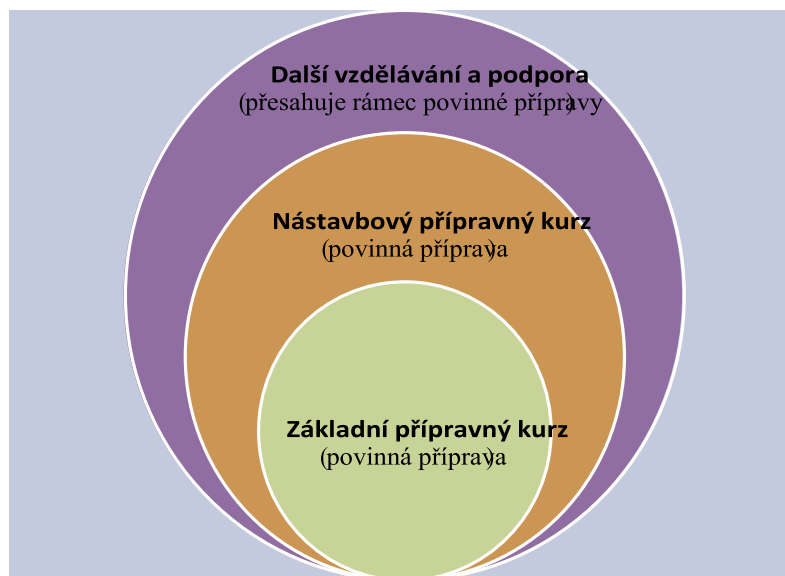 Další vzdělávání a podpora
(přesahuje rámec povinné přípravy)
Nástavbový přípravný kurz
(povinná příprava)
Základní přípravný kurz
(povinná příprava)